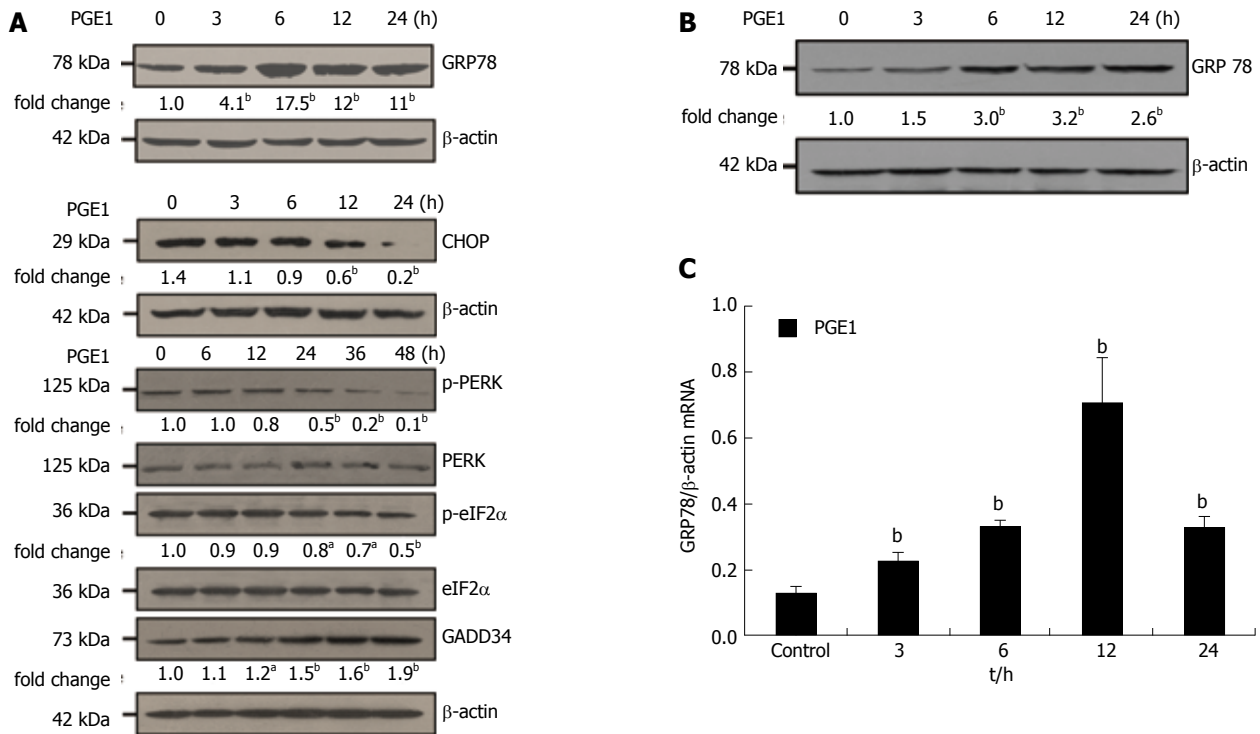 A
PGE1 0 3 6 12 24 (h)
78 kDa GRP78
fold change 1.0 4.1ᵇ 17.5ᵇ 12ᵇ 11ᵇ
42 kDa β-actin
PGE1 0 3 6 12 24 (h)
29 kDa CHOP
fold change 1.4 1.1 0.9 0.6ᵇ 0.2ᵇ
42 kDa β-actin
PGE1 0 6 12 24 36 48 (h)
125 kDa p-PERK
fold change 1.0 1.0 0.8 0.5ᵇ 0.2ᵇ 0.1ᵇ
125 kDa PERK
36 kDa p-eIF2α
fold change 1.0 0.9 0.9 0.8ᵃ 0.7ᵃ 0.5ᵇ
36 kDa eIF2α
73 kDa GADD34
fold change 1.0 1.1 1.2ᵃ 1.5ᵇ 1.6ᵇ 1.9ᵇ
42 kDa β-actin
B
PGE1 0 3 6 12 24 (h)
78 kDa GRP 78
fold change 1.0 1.5 3.0ᵇ 3.2ᵇ 2.6ᵇ
42 kDa β-actin
C
1.0
0.8
0.6
0.4
0.2
0.0
GRP78/β-actin mRNA
PGE1
b
b
b
b
Control 3 6 12 24
t/h